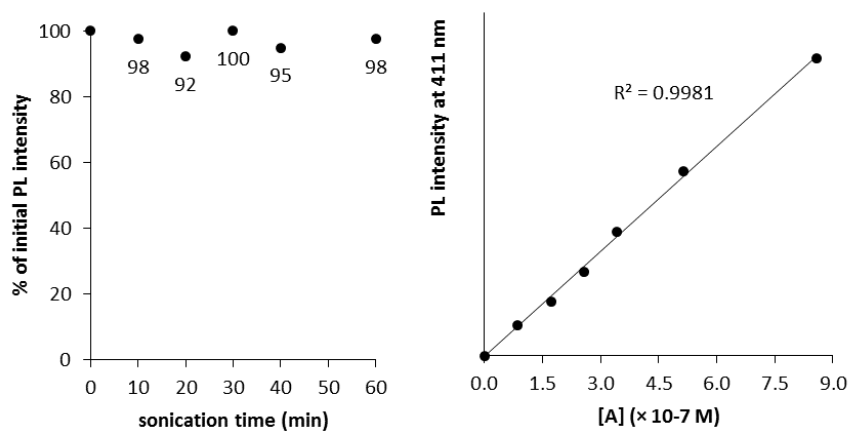 % of initial PL intensity
100
80
60
40
20
0
98
92
100
95
98
0 10 20 30 40 50 60
sonication time (min)
PL intensity at 411 nm
R² = 0.9981
0.0 1.5 3.0 4.5 6.0 7.5 9.0
[A] (× 10-7 M)